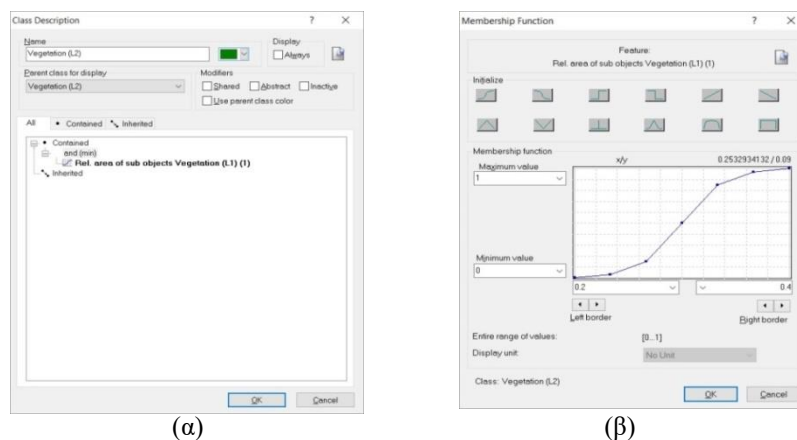 Class Description ? ×
Name
Vegetation (L2)
Display
Always
Parent class for display
Vegetation (L2)
Modifiers
Shared Abstract Inactive
Use parent class color
All Contained Inherited
Contained
and (min)
Rel. area of sub objects Vegetation (L1) (1)
Inherited
OK Cancel
(α)
Membership Function ? ×
Feature:
Rel. area of sub objects Vegetation (L1) (1)
Initialize
Membership function
Maximum value
1
x/y 0.2532934132 / 0.09
Minimum value
0
0.2 0.4
Left border Right border
Entire range of values: [0...1]
Display unit: No Unit
Class: Vegetation (L2)
OK Cancel
(β)